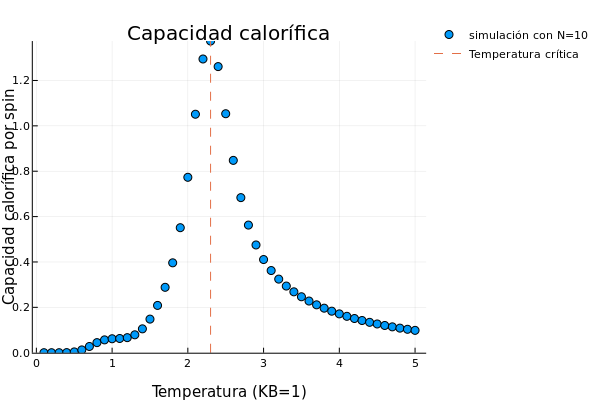 Capacidad calorífica
simulación con N=10
Temperatura crítica
Capacidad calorífica por spin
1.2
1.0
0.8
0.6
0.4
0.2
0.0
0 1 2 3 4 5
Temperatura (KB=1)